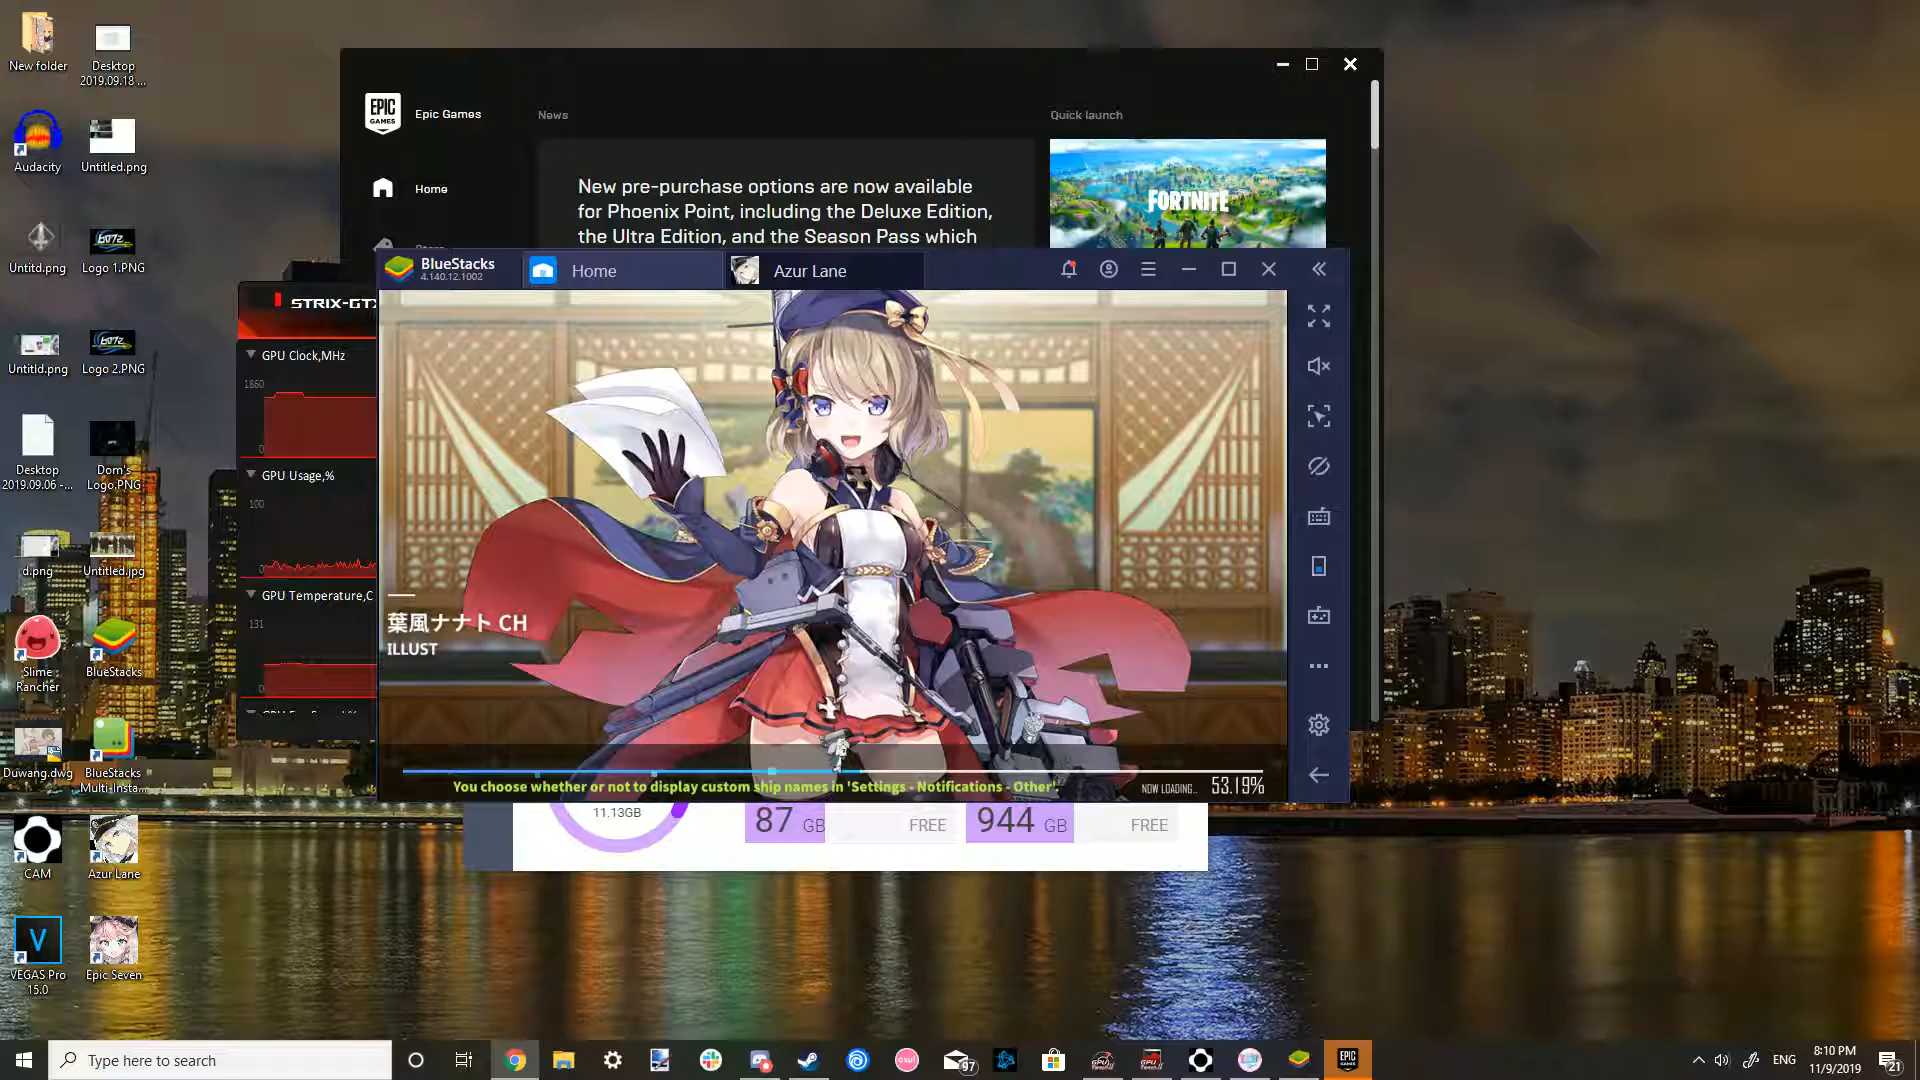 New folder
Desktop
2019.09.18 ...
Audacity
Untitled.png
Untitd.png
Logo 1.PNG
Untitld.png
Logo 2.PNG
Desktop
2019.09.06 -...
Dom's
Logo.PNG
d.png
Untitled.jpg
Slime
Rancher
BlueStacks
Duwang.dwg
BlueStacks
Multi-Insta...
CAM
Azur Lane
VEGAS Pro
15.0
Epic Seven
EPIC
GAMES
Epic Games
News
Quick launch
Home
New pre-purchase options are now available
for Phoenix Point, including the Deluxe Edition,
the Ultra Edition, and the Season Pass which
FORTNITE
STRIX-GTX
GPU Clock,MHz
1860
0
GPU Usage,%
100
0
GPU Temperature,C
131
0
BlueStacks
4.140.12.1002
Home
Azur Lane
葉風ナナト CH
ILLUST
You choose whether or not to display custom ship names in 'Settings - Notifications - Other'.
NOW LOADING..
53.19%
11.13GB
87 GB
FREE
944 GB
FREE
Type here to search
osu!
97
EPIC
GAMES
ENG
8:10 PM
11/9/2019
21